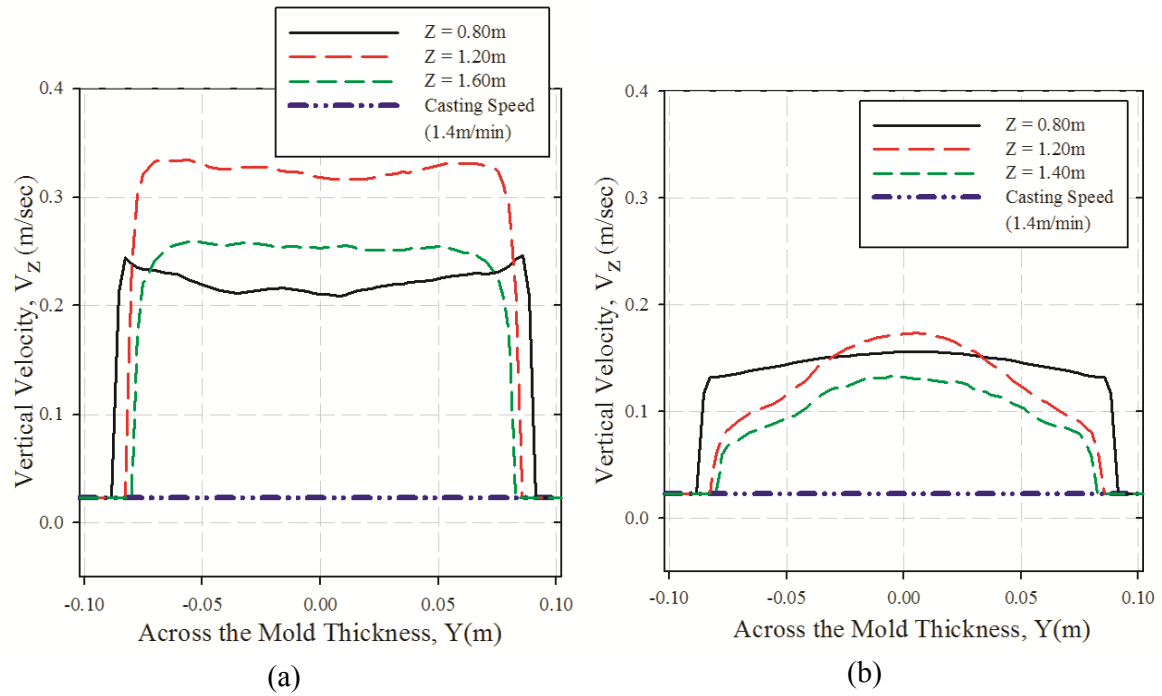 Z = 0.80m
Z = 1.20m
Z = 1.60m
Casting Speed
(1.4m/min)
0.4
0.3
0.2
0.1
0.0
Vertical Velocity, VZ (m/sec)
-0.10
-0.05
0.00
0.05
0.10
Across the Mold Thickness, Y(m)
(a)
Z = 0.80m
Z = 1.20m
Z = 1.40m
Casting Speed
(1.4m/min)
0.4
0.3
0.2
0.1
0.0
Vertical Velocity, VZ (m/sec)
-0.10
-0.05
0.00
0.05
0.10
Across the Mold Thickness, Y(m)
(b)